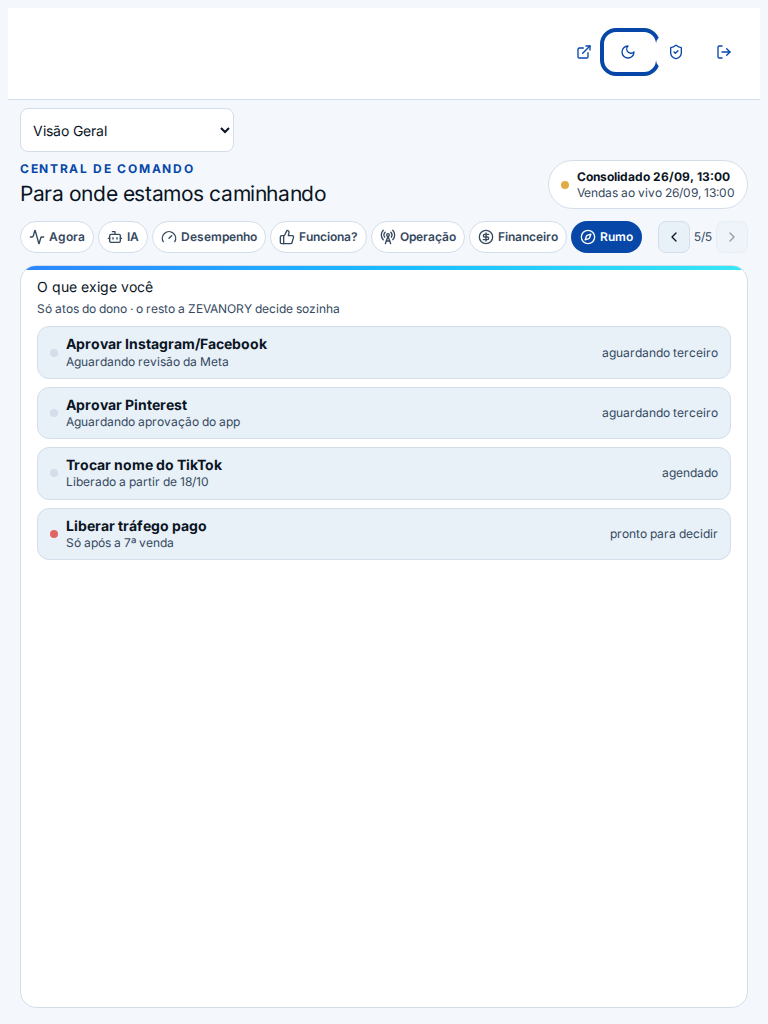 Visão Geral
CENTRAL DE COMANDO
Para onde estamos caminhando
Consolidado 26/09, 13:00
Vendas ao vivo 26/09, 13:00
Agora
IA
Desempenho
Funciona?
Operação
Financeiro
Rumo
5/5
O que exige você
Só atos do dono · o resto a ZEVANORY decide sozinha
Aprovar Instagram/Facebook
Aguardando revisão da Meta
aguardando terceiro
Aprovar Pinterest
Aguardando aprovação do app
aguardando terceiro
Trocar nome do TikTok
Liberado a partir de 18/10
agendado
Liberar tráfego pago
Só após a 7ª venda
pronto para decidir